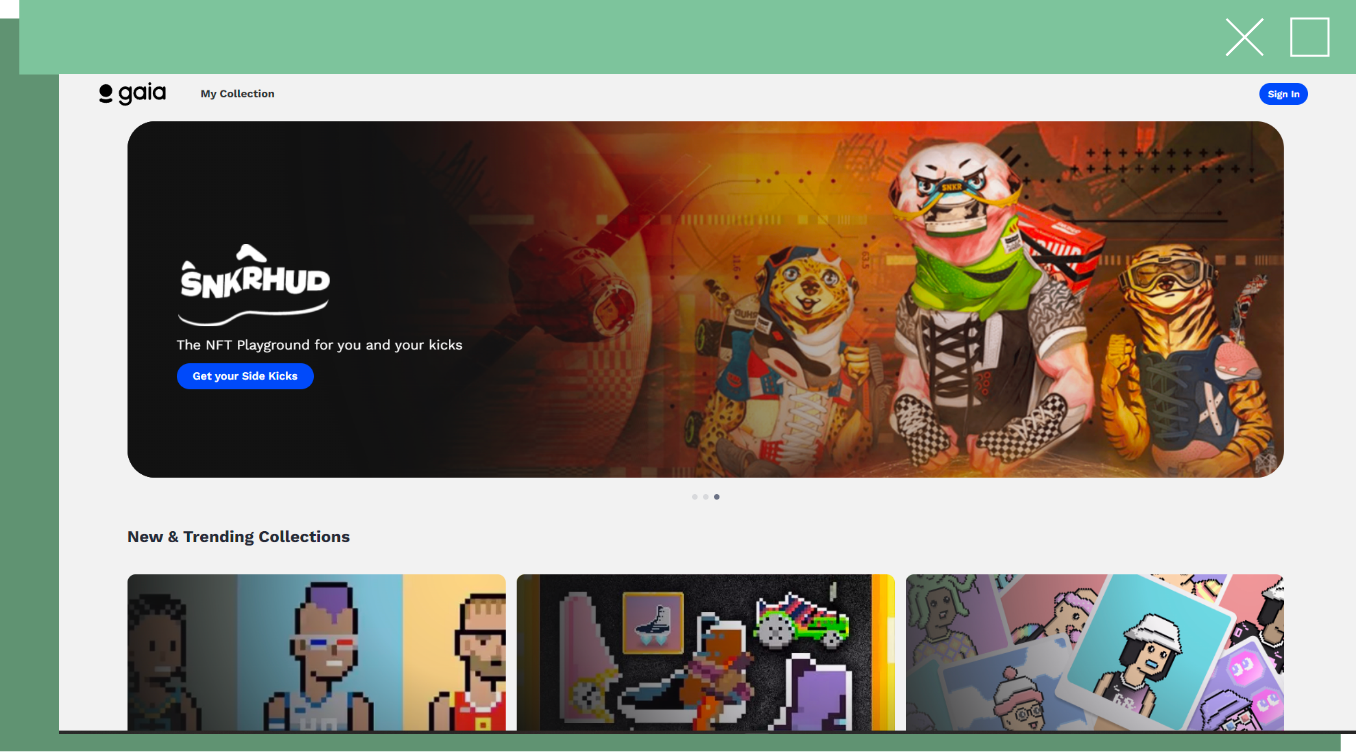 gaia
My Collection
Sign In
SNKR
SNKRHUD
The NFT Playground for you and your kicks
Get your Side Kicks
New & Trending Collections